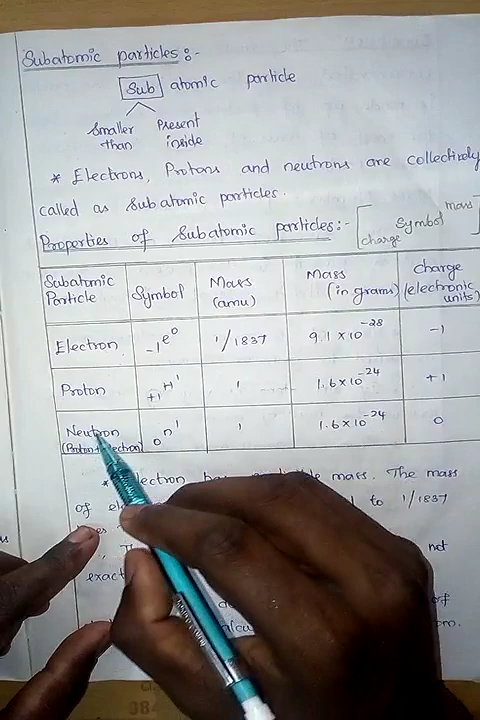 Subatomic particles :-
Sub atomic particle
Smaller than Present inside
* Electrons, Protons and neutrons are collectively
called as Subatomic particles.
Properties of Subatomic particles:- [charge Symbol mass]
Subatomic Particle Symbol Mass (amu) Mass (in grams) Charge (electronic units)
Electron ₋₁e⁰ 1/1837 9.1 x 10⁻²⁸ -1
Proton ₊₁H¹ 1 1.6 x 10⁻²⁴ +1
Neutron ₀n¹ 1 1.6 x 10⁻²⁴ 0
mass. The mass
of to 1/1837
not
exact
of